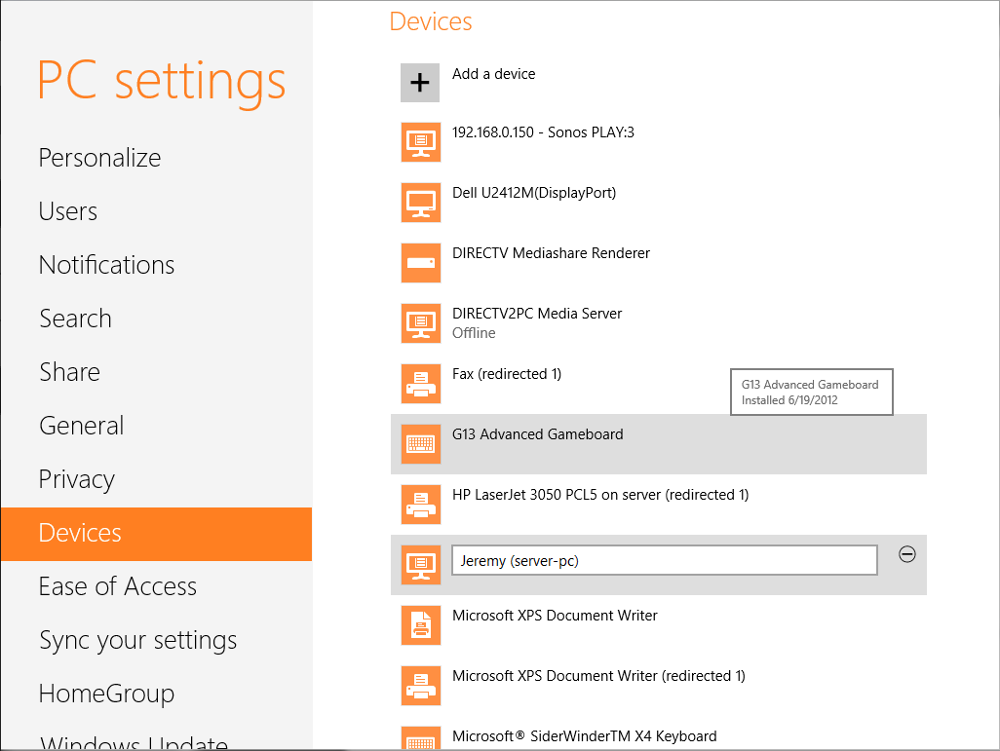 PC settings
Personalize
Users
Notifications
Search
Share
General
Privacy
Devices
Ease of Access
Sync your settings
HomeGroup
Windows Update
Devices
Add a device
192.168.0.150 - Sonos PLAY:3
Dell U2412M(DisplayPort)
DIRECTV Mediashare Renderer
DIRECTV2PC Media Server
Offline
Fax (redirected 1)
G13 Advanced Gameboard
Installed 6/19/2012
G13 Advanced Gameboard
HP LaserJet 3050 PCL5 on server (redirected 1)
Jeremy (server-pc)
Microsoft XPS Document Writer
Microsoft XPS Document Writer (redirected 1)
Microsoft® SiderWinderTM X4 Keyboard